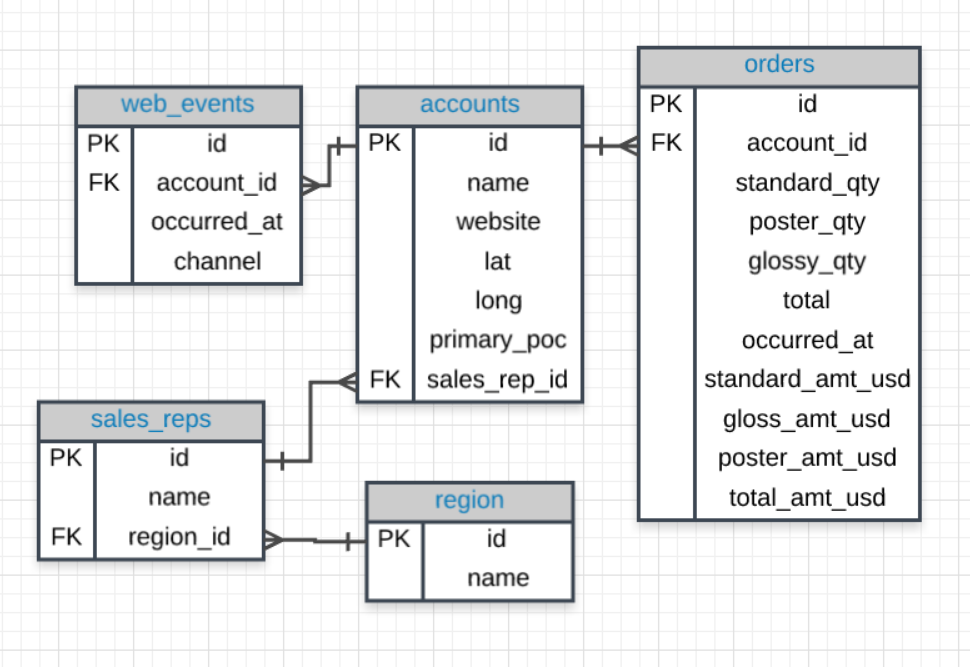 web_events
PK id
FK account_id
occurred_at
channel
accounts
PK id
name
website
lat
long
primary_poc
FK sales_rep_id
orders
PK id
FK account_id
standard_qty
poster_qty
glossy_qty
total
occurred_at
standard_amt_usd
gloss_amt_usd
poster_amt_usd
total_amt_usd
sales_reps
PK id
name
FK region_id
region
PK id
name